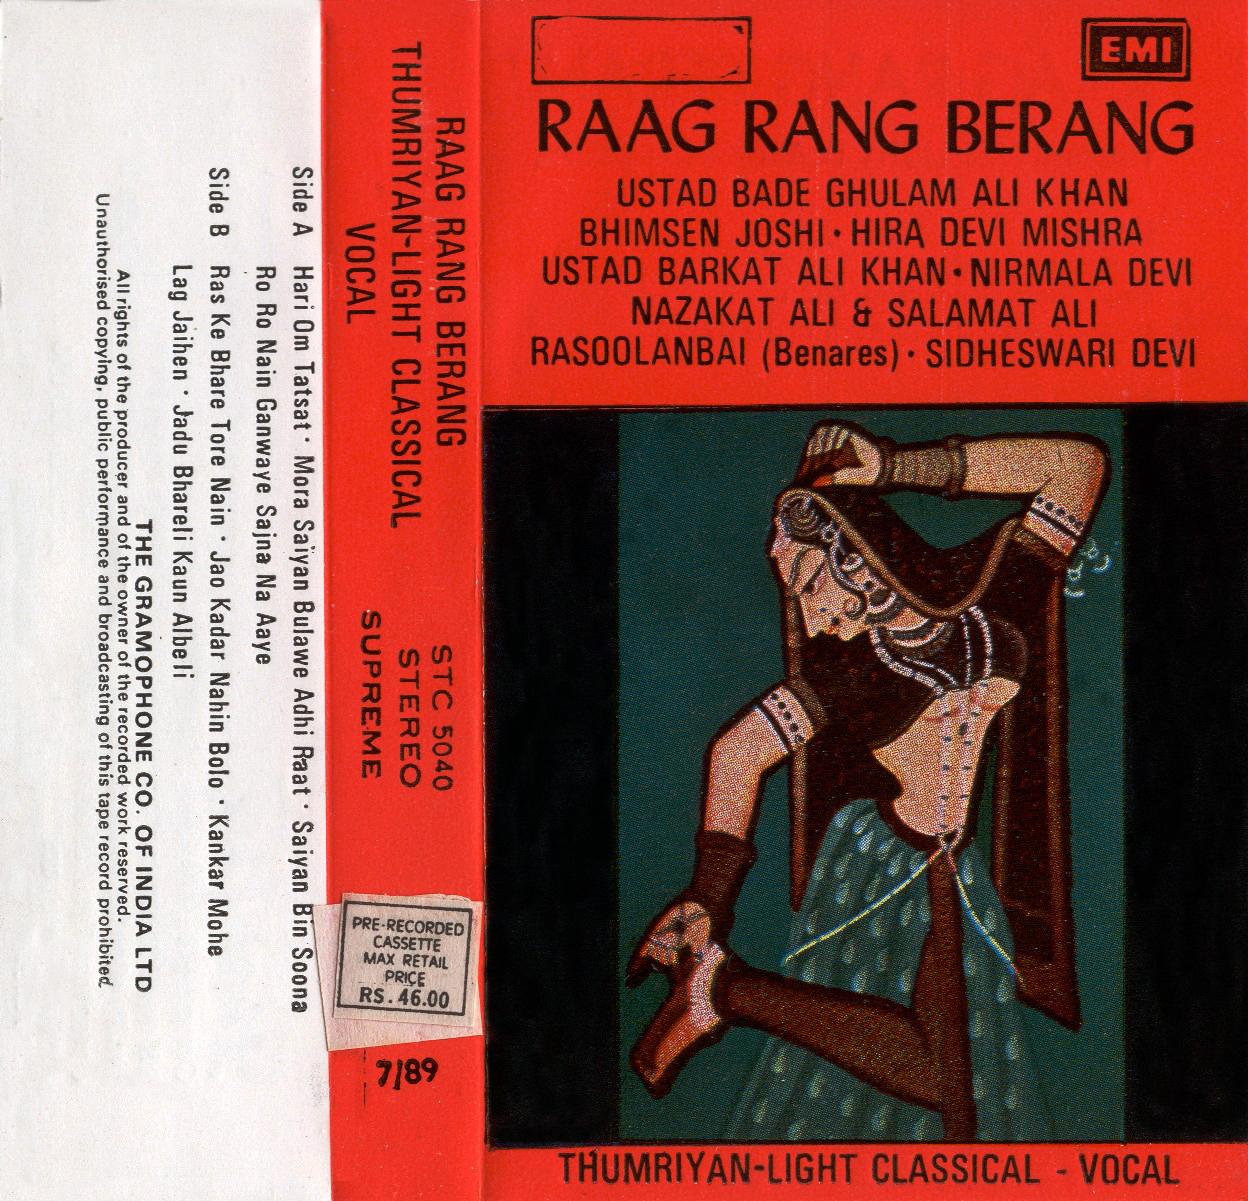 EMI
RAAG RANG BERANG
USTAD BADE GHULAM ALI KHAN
BHIMSEN JOSHI · HIRA DEVI MISHRA
USTAD BARKAT ALI KHAN · NIRMALA DEVI
NAZAKAT ALI & SALAMAT ALI
RASOOLANBAI (Benares) · SIDHESWARI DEVI
THUMRIYAN-LIGHT CLASSICAL - VOCAL
RAAG RANG BERANG
THUMRIYAN-LIGHT CLASSICAL
VOCAL
STC 5040
STEREO
SUPREME
PRE-RECORDED
CASSETTE
MAX RETAIL
PRICE
RS. 46.00
7/89
Side A Hari Om Tatsat · Mora Saiyan Bulawe Adhi Raat · Saiyan Bin Soona
Ro Ro Nain Ganwaye Sajna Na Aaye
Side B Ras Ke Bhare Tore Nain · Jao Kadar Nahin Bolo · Kankar Mohe
Lag Jaihen · Jadu Bhareli Kaun Albeli
THE GRAMOPHONE CO. OF INDIA LTD
All rights of the producer and of the owner of the recorded work reserved.
Unauthorised copying, public performance and broadcasting of this tape record prohibited.